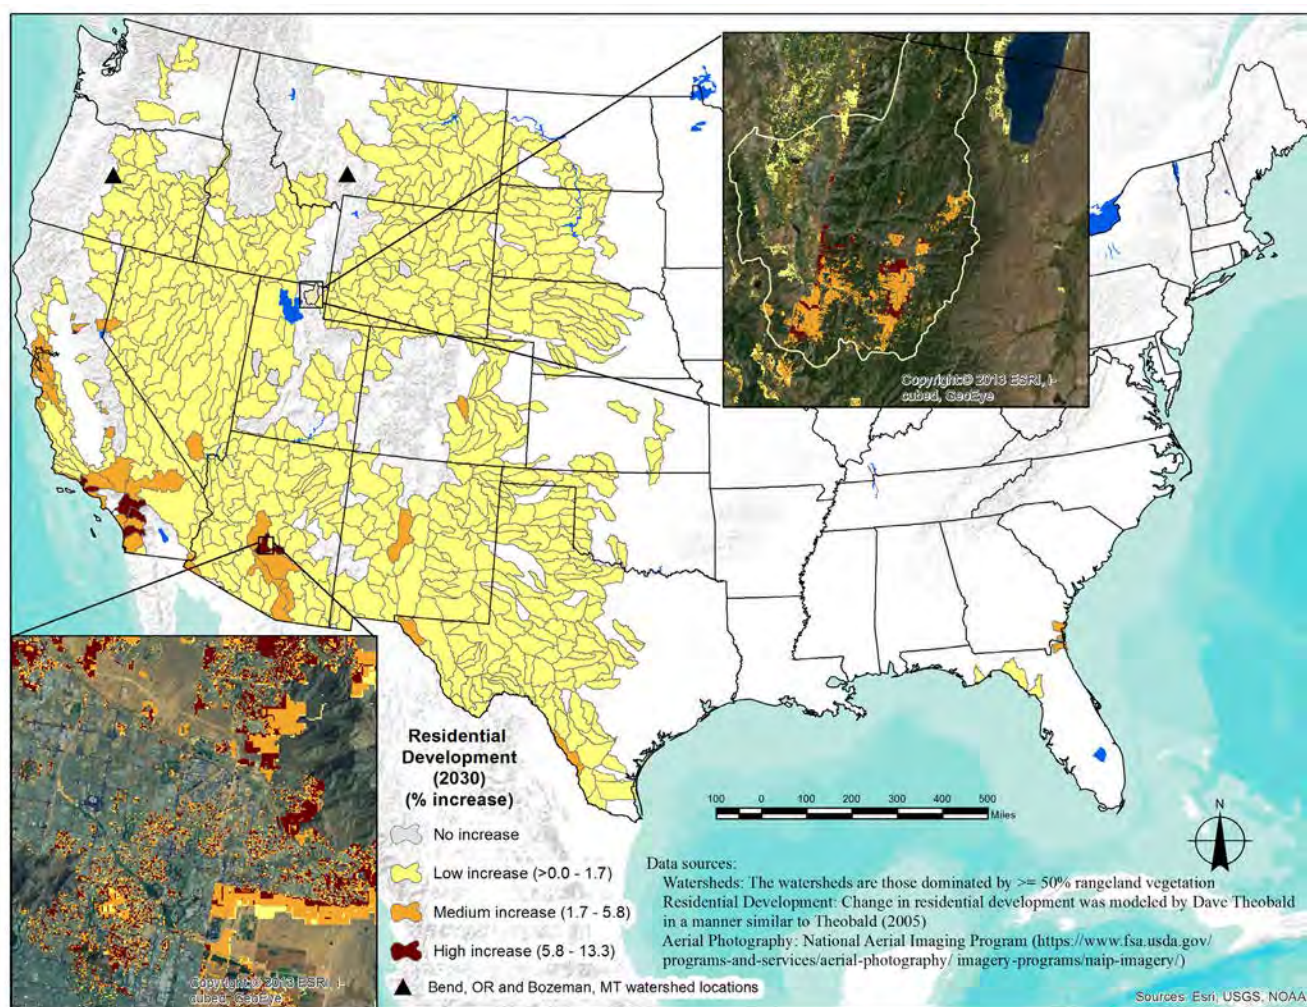 Copyright:© 2013 ESRI, i-
cubed, GeoEye
Residential
Development
(2030)
(% increase)
No increase
Low increase (>0.0 - 1.7)
Medium increase (1.7 - 5.8)
High increase (5.8 - 13.3)
Bend, OR and Bozeman, MT watershed locations
Copyright:© 2013 ESRI, i-
cubed, GeoEye
100 0 100 200 300 400 500
Miles
N
Data sources:
Watersheds: The watersheds are those dominated by >= 50% rangeland vegetation
Residential Development: Change in residential development was modeled by Dave Theobald
in a manner similar to Theobald (2005)
Aerial Photography: National Aerial Imaging Program (https://www.fsa.usda.gov/
programs-and-services/aerial-photography/ imagery-programs/naip-imagery/)
Sources: Esri, USGS, NOAA